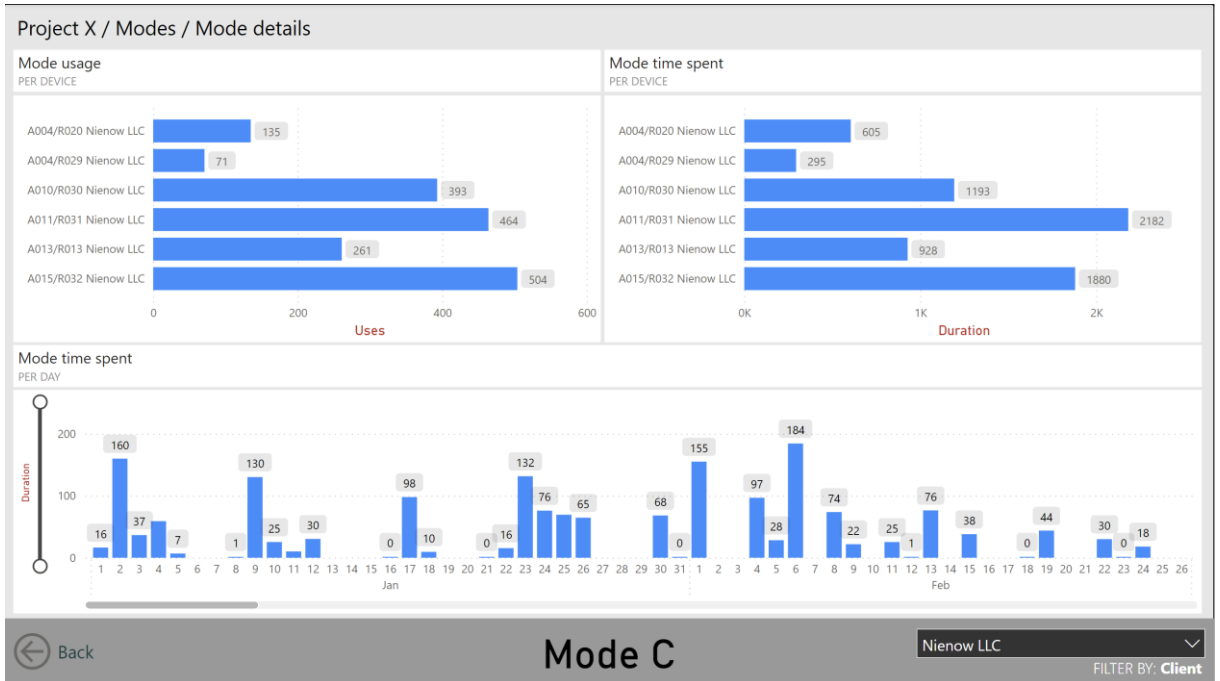 Project X / Modes / Mode details
Mode usage
PER DEVICE
A004/R020 Nienow LLC 135
A004/R029 Nienow LLC 71
A010/R030 Nienow LLC 393
A011/R031 Nienow LLC 464
A013/R013 Nienow LLC 261
A015/R032 Nienow LLC 504
0 200 400 600
Uses
Mode time spent
PER DEVICE
A004/R020 Nienow LLC 605
A004/R029 Nienow LLC 295
A010/R030 Nienow LLC 1193
A011/R031 Nienow LLC 2182
A013/R013 Nienow LLC 928
A015/R032 Nienow LLC 1880
0K 1K 2K
Duration
Mode time spent
PER DAY
Duration
200
100
0
16 160 37 7 1 130 25 30 0 98 10 0 16 132 76 65 68 0 155 97 28 184 74 22 25 1 76 38 0 44 30 0 18
1 2 3 4 5 6 7 8 9 10 11 12 13 14 15 16 17 18 19 20 21 22 23 24 25 26 27 28 29 30 31 1 2 3 4 5 6 7 8 9 10 11 12 13 14 15 16 17 18 19 20 21 22 23 24 25 26
Jan Feb
Back
Mode C
Nienow LLC
FILTER BY: Client